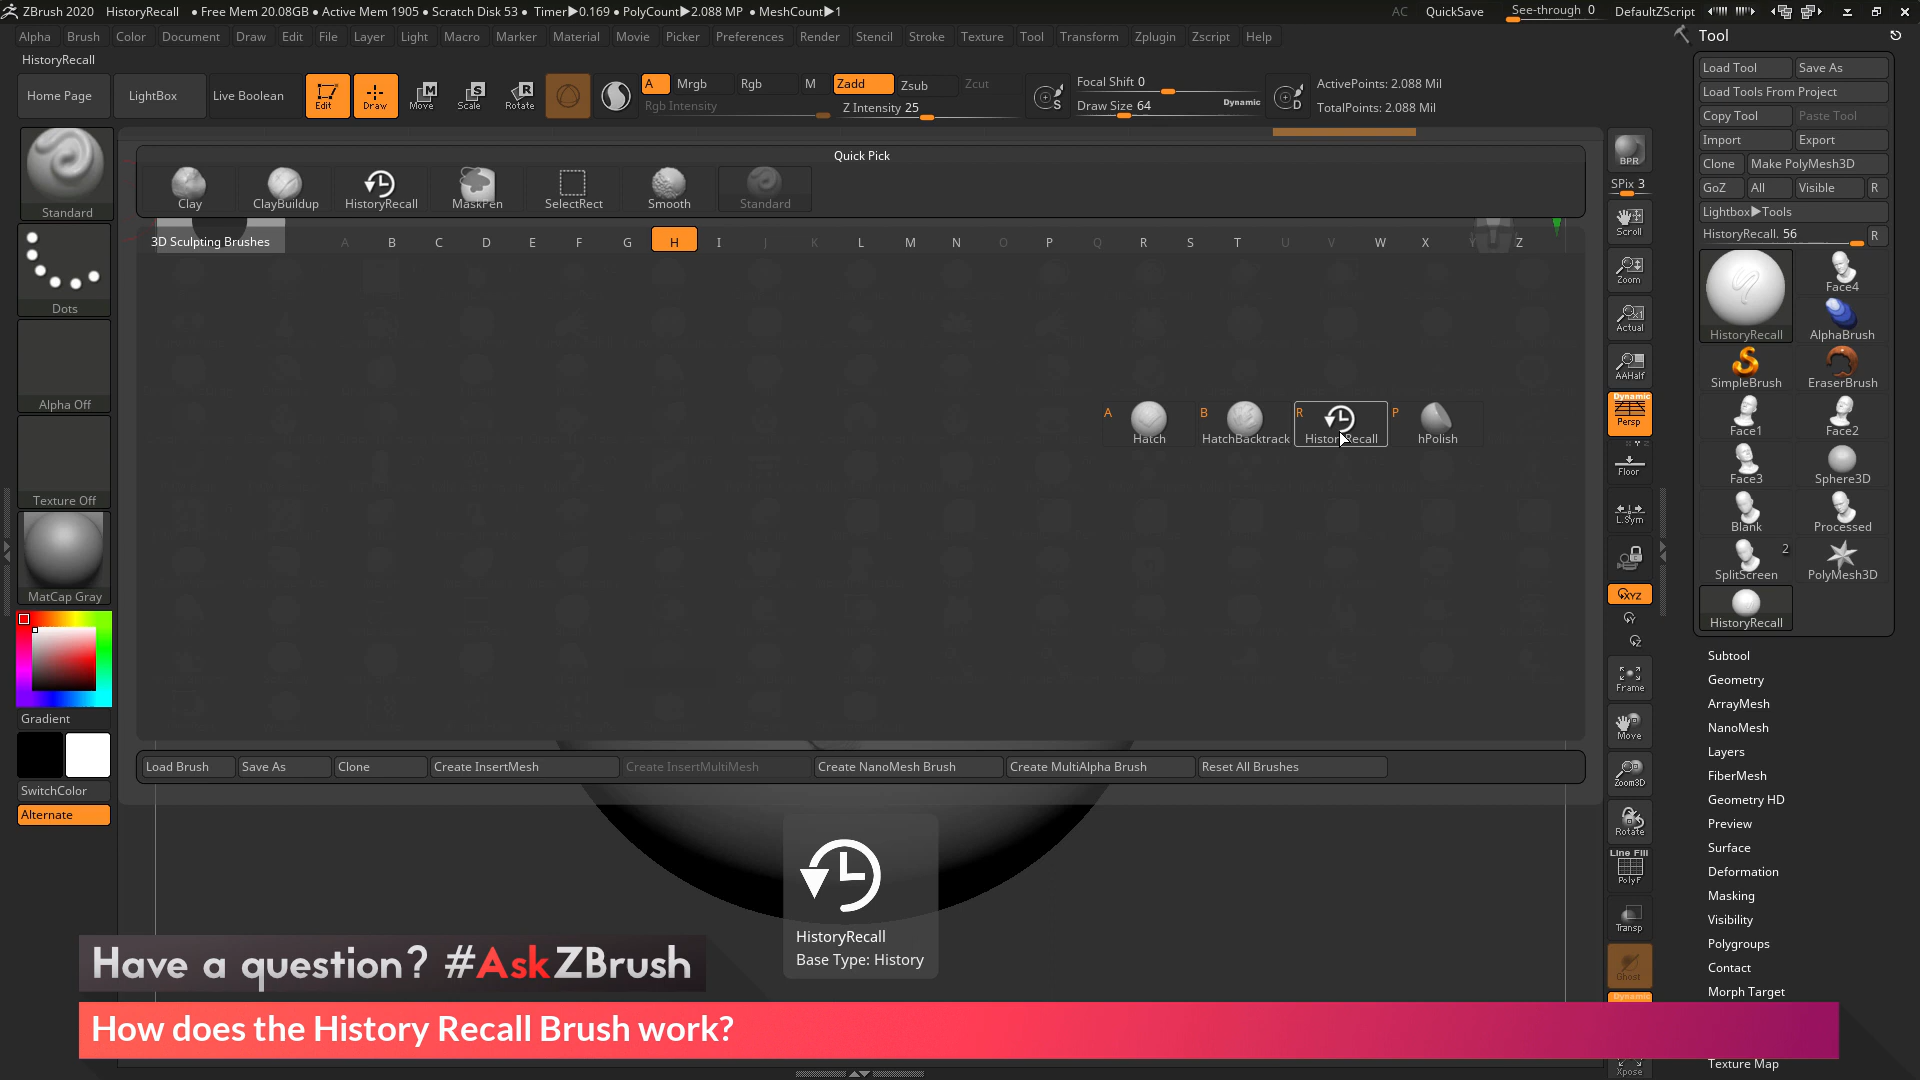 ZBrush 2020 HistoryRecall • Free Mem 20.08GB • Active Mem 1905 • Scratch Disk 53 • Timer▶0.169 • PolyCount▶2.088 MP • MeshCount▶1 AC QuickSave See-through 0 DefaultZScript
Alpha Brush Color Document Draw Edit File Layer Light Macro Marker Material Movie Picker Preferences Render Stencil Stroke Texture Tool Transform Zplugin Zscript Help
HistoryRecall
Home Page LightBox Live Boolean Edit Draw Move Scale Rotate
A Mrgb Rgb M Zadd Zsub Zcut
Rgb Intensity Z Intensity 25
Focal Shift 0
Draw Size 64 Dynamic
ActivePoints: 2.088 Mil
TotalPoints: 2.088 Mil
Standard
Dots
Alpha Off
Texture Off
MatCap Gray
Gradient
SwitchColor
Alternate
Quick Pick
Clay ClayBuildup HistoryRecall MaskPen SelectRect Smooth Standard
3D Sculpting Brushes A B C D E F G H I J K L M N O P Q R S T U V W X Y Z
A Hatch B HatchBacktrack R HistoryRecall P hPolish
Load Brush Save As Clone Create InsertMesh Create InsertMultiMesh Create NanoMesh Brush Create MultiAlpha Brush Reset All Brushes
HistoryRecall
Base Type: History
Have a question? #AskZBrush
How does the History Recall Brush work?
BPR
SPix 3
Scroll
Zoom
Actual
AAHalf
Dynamic
Persp
Floor
L.Sym
XYZ
Y
Z
Frame
Move
Zoom3D
Rotate
Line Fill
PolyF
Transp
Ghost
Dynamic
Xpose
Tool
Load Tool Save As
Load Tools From Project
Copy Tool Paste Tool
Import Export
Clone Make PolyMesh3D
GoZ All Visible R
Lightbox▶Tools
HistoryRecall. 56 R
HistoryRecall Face4
AlphaBrush
SimpleBrush EraserBrush
Face1 Face2
Face3 Sphere3D
Blank Processed
2
SplitScreen PolyMesh3D
HistoryRecall
Subtool
Geometry
ArrayMesh
NanoMesh
Layers
FiberMesh
Geometry HD
Preview
Surface
Deformation
Masking
Visibility
Polygroups
Contact
Morph Target
Texture Map